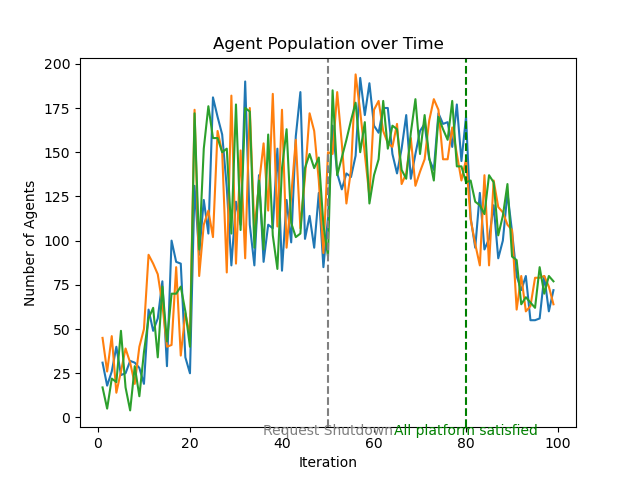 Agent Population over Time
Number of Agents
200
175
150
125
100
75
50
25
0
Request Shutdown
All platform satisfied
0 20 40 60 80 100
Iteration